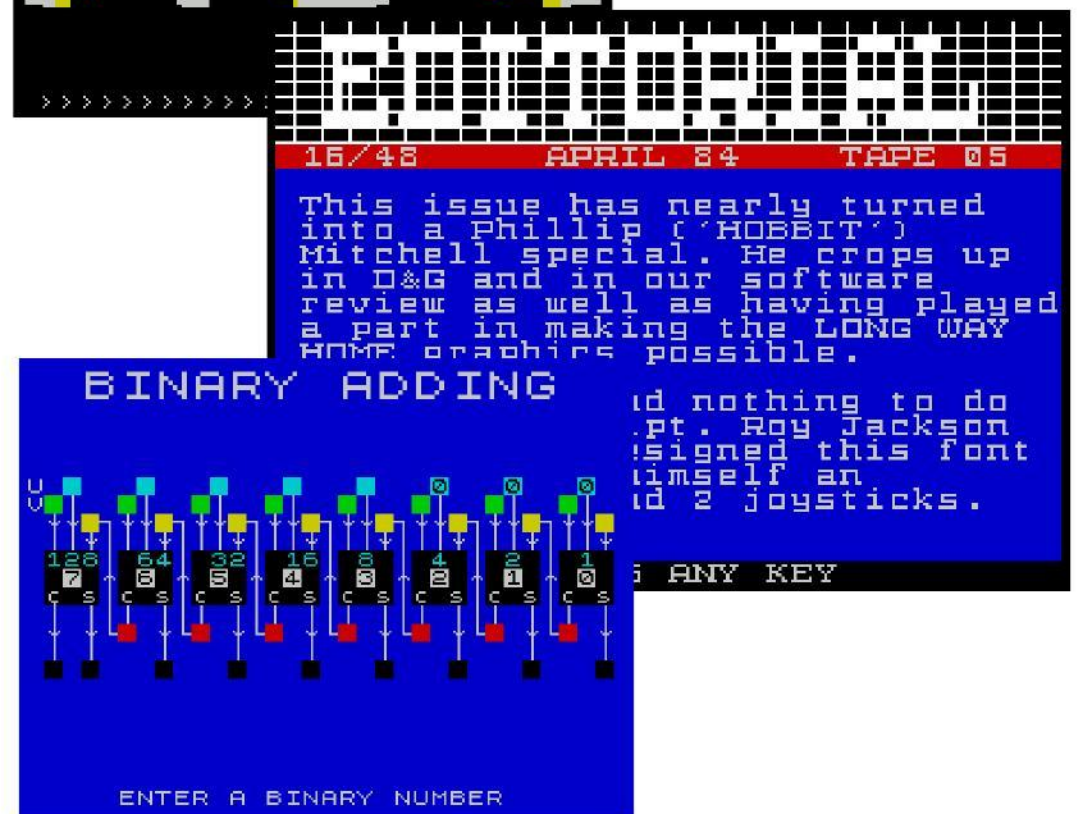 >>>>>>>>>>>
EDITORIAL
16/48 APRIL 84 TAPE 05
This issue has nearly turned
into a Phillip ('HOBBIT')
Mitchell special. He crops up
in D&G and in our software
review as well as having played
a part in making the LONG WAY
HOME graphics possible.
nothing to do
Roy Jackson
this font
an
2 joysticks.
ANY KEY
BINARY ADDING
U
V
0 0 0
128 64 32 16 8 4 2 1
7 6 5 4 3 2 1 0
C S C S C S C S C S C S C S C S
ENTER A BINARY NUMBER